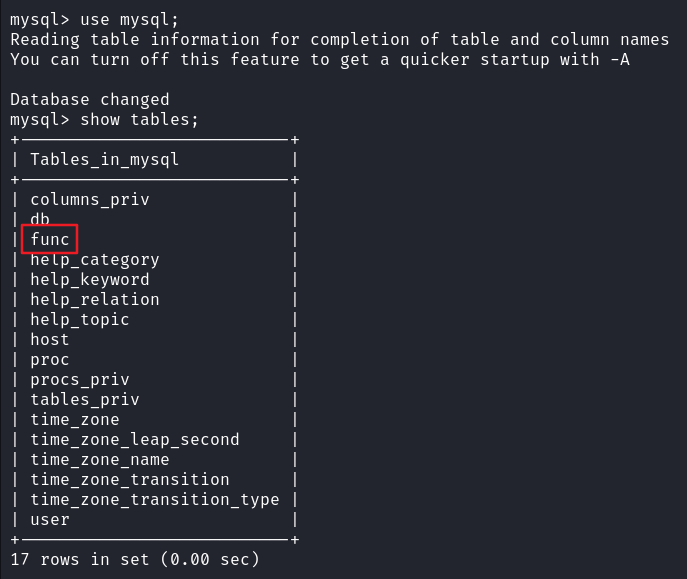 mysql> use mysql;
Reading table information for completion of table and column names
You can turn off this feature to get a quicker startup with -A
Database changed
mysql> show tables;
+---------------------------+
| Tables_in_mysql           |
+---------------------------+
| columns_priv              |
| db                        |
| func                      |
| help_category             |
| help_keyword              |
| help_relation             |
| help_topic                |
| host                      |
| proc                      |
| procs_priv                |
| tables_priv               |
| time_zone                 |
| time_zone_leap_second     |
| time_zone_name            |
| time_zone_transition      |
| time_zone_transition_type |
| user                      |
+---------------------------+
17 rows in set (0.00 sec)